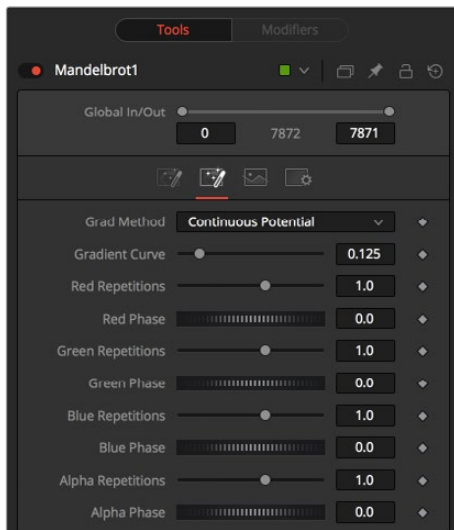 Tools Modifiers
Mandelbrot1
Global In/Out
0 7872 7871
Grad Method Continuous Potential
Gradient Curve 0.125
Red Repetitions 1.0
Red Phase 0.0
Green Repetitions 1.0
Green Phase 0.0
Blue Repetitions 1.0
Blue Phase 0.0
Alpha Repetitions 1.0
Alpha Phase 0.0